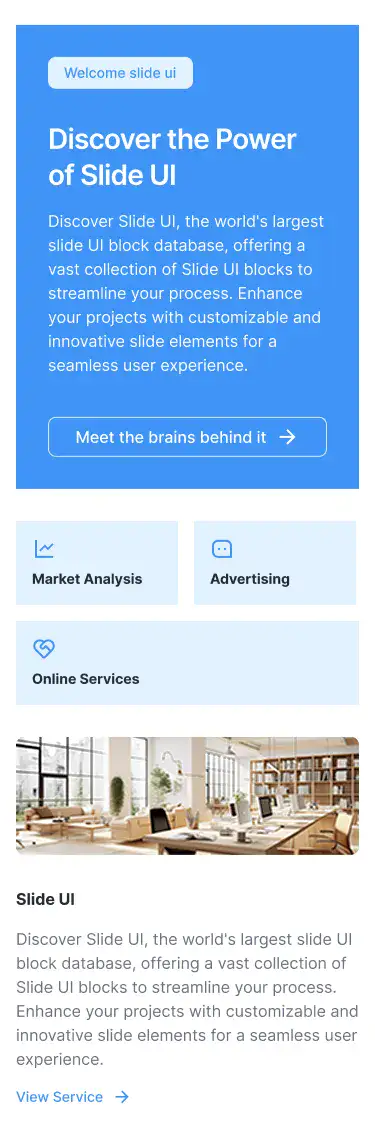 Welcome slide ui
Discover the Power
of Slide UI
Discover Slide UI, the world's largest
slide UI block database, offering a
vast collection of Slide UI blocks to
streamline your process. Enhance
your projects with customizable and
innovative slide elements for a
seamless user experience.
Meet the brains behind it
Market Analysis
Advertising
Online Services
Slide UI
Discover Slide UI, the world's largest slide UI
block database, offering a vast collection of
Slide UI blocks to streamline your process.
Enhance your projects with customizable and
innovative slide elements for a seamless user
experience.
View Service